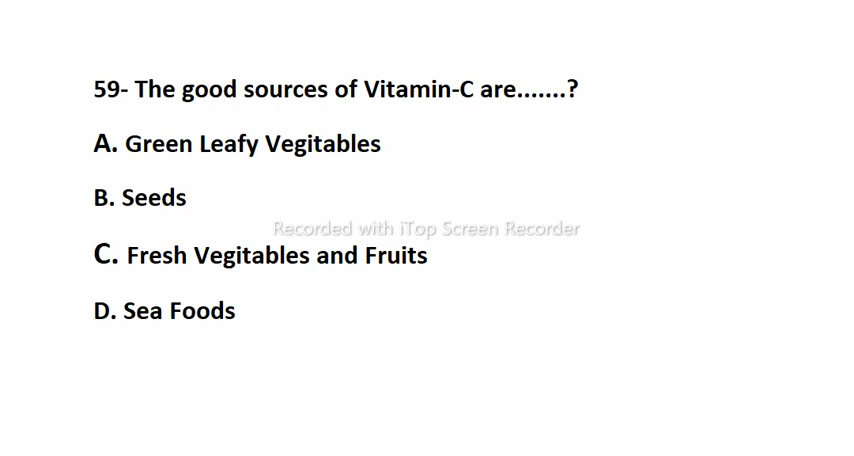 59- The good sources of Vitamin-C are.......?
A. Green Leafy Vegitables
B. Seeds
Recorded with iTop Screen Recorder
C. Fresh Vegitables and Fruits
D. Sea Foods